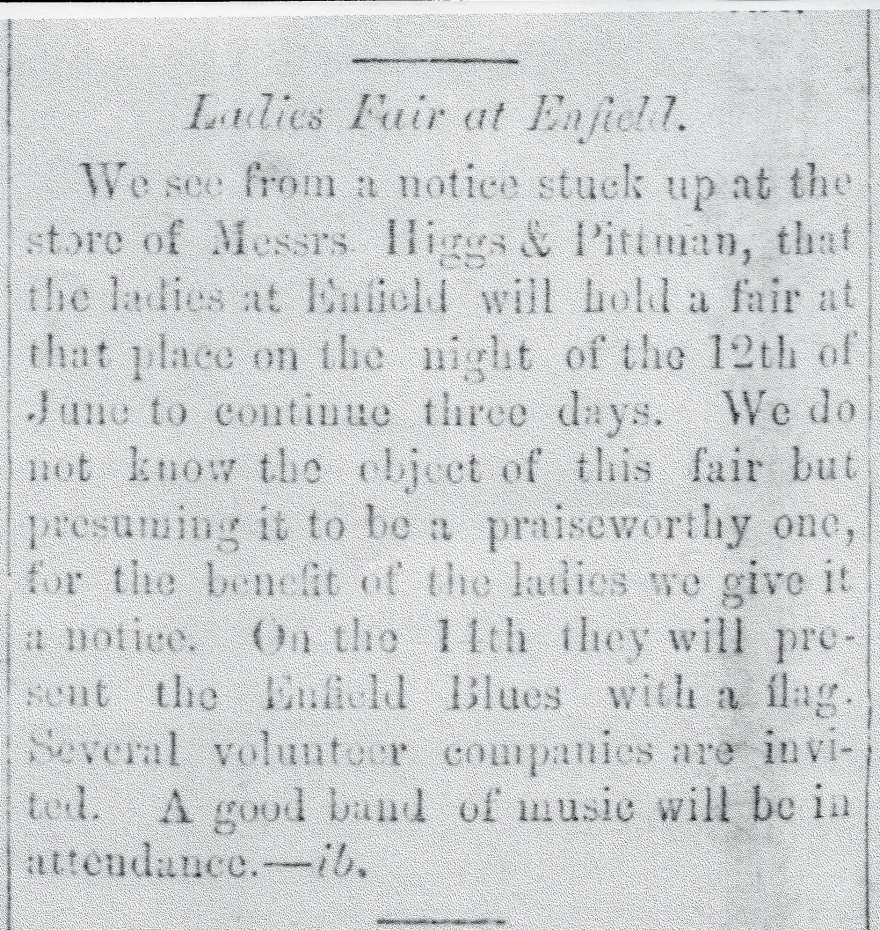 Ladies Fair at Enfield.
We see from a notice stuck up at the
store of Messrs. Higgs & Pittman, that
the ladies at Enfield will hold a fair at
that place on the night of the 12th of
June to continue three days. We do
not know the object of this fair but
presuming it to be a praiseworthy one,
for the benefit of the ladies we give it
a notice. On the 14th they will pre-
sent the Enfield Blues with a flag.
Several volunteer companies are invi-
ted. A good band of music will be in
attendance.—ib.